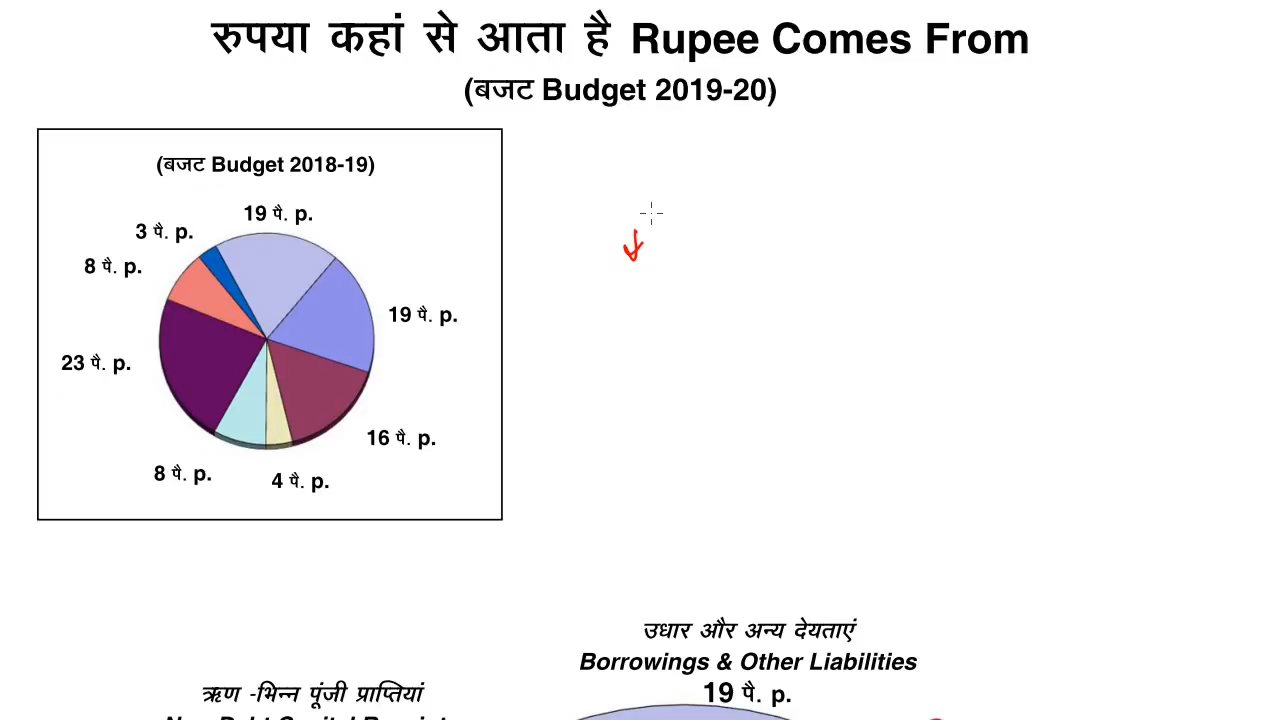 रुपया कहां से आता है Rupee Comes From
(बजट Budget 2019-20)
(बजट Budget 2018-19)
19 पै. p.
3 पै. p.
8 पै. p.
19 पै. p.
23 पै. p.
16 पै. p.
8 पै. p.
4 पै. p.
उधार और अन्य देयताएं
Borrowings & Other Liabilities
19 पै. p.
ऋण -भिन्न पूंजी प्राप्तियां